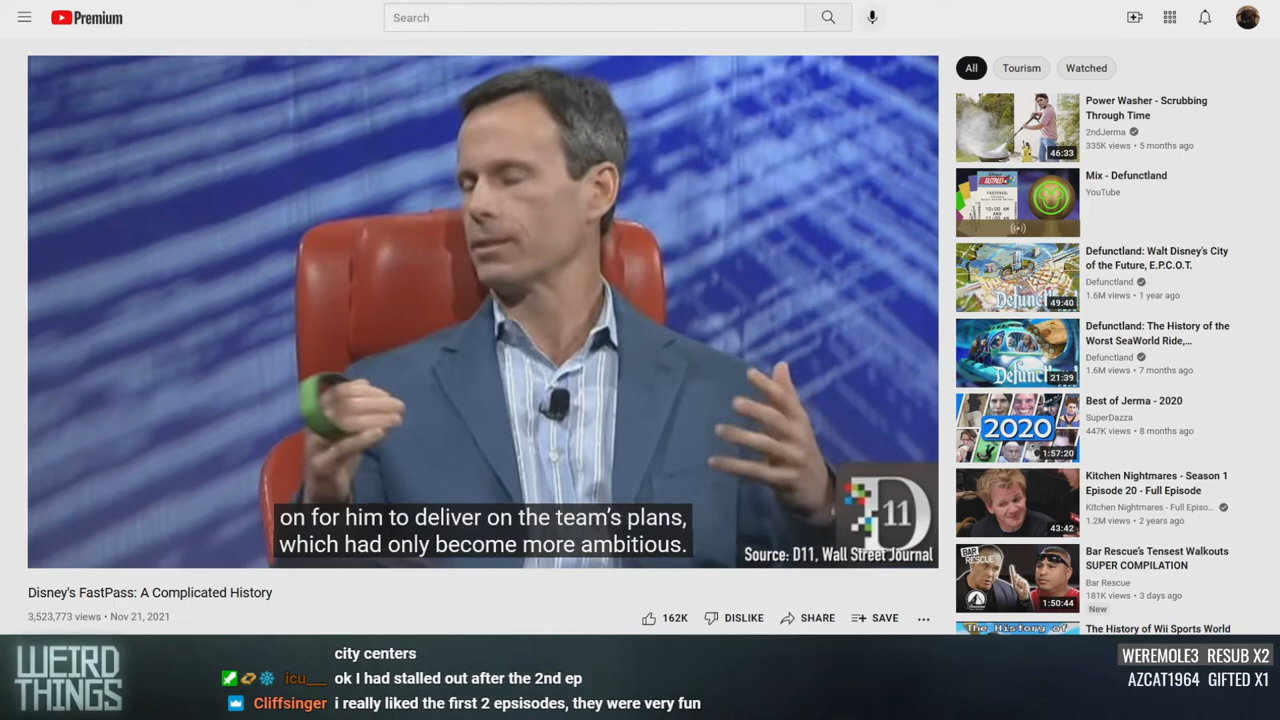 Premium
Search
on for him to deliver on the team's plans,
which had only become more ambitious.
D11
Source: D11, Wall Street Journal
Disney's FastPass: A Complicated History
3,523,773 views • Nov 21, 2021
162K
DISLIKE
SHARE
SAVE
All
Tourism
Watched
46:33
Power Washer - Scrubbing
Through Time
2ndJerma
335K views • 5 months ago
Mix - Defunctland
YouTube
49:40
Defunctland: Walt Disney's City
of the Future, E.P.C.O.T.
Defunctland
1.6M views • 1 year ago
21:39
Defunctland: The History of the
Worst SeaWorld Ride,...
Defunctland
1.6M views • 7 months ago
2020
1:57:20
Best of Jerma - 2020
SuperDazza
447K views • 8 months ago
43:42
Kitchen Nightmares - Season 1
Episode 20 - Full Episode
Kitchen Nightmares - Full Episo...
1.2M views • 2 years ago
BAR
RESCUE
1:50:44
Bar Rescue's Tensest Walkouts
SUPER COMPILATION
Bar Rescue
181K views • 3 days ago
New
The History of
The History of Wii Sports World
WEIRD
THINGS
city centers
icu___ ok I had stalled out after the 2nd ep
Cliffsinger i really liked the first 2 episodes, they were very fun
WEREMOLE3 RESUB X2
AZCAT1964 GIFTED X1